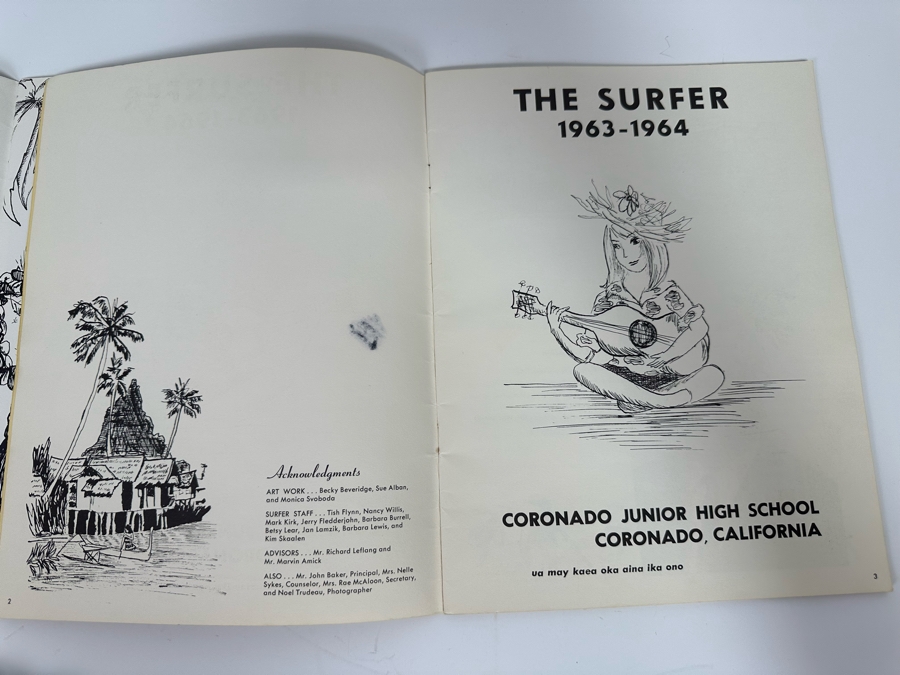 Acknowledgments
ART WORK . . . Becky Beveridge, Sue Alban,
and Monica Svoboda
SURFER STAFF . . . Tish Flynn, Nancy Willis,
Mark Kirk, Jerry Fledderjohn, Barbara Burrell,
Betsy Lear, Jan Lamzik, Barbara Lewis, and
Kim Skaalen
ADVISORS . . . Mr. Richard Leflang and
Mr. Marvin Amick
ALSO . . . Mr. John Baker, Principal, Mrs. Nelle
Sykes, Counselor, Mrs. Rae McAloon, Secretary,
and Noel Trudeau, Photographer
2
THE SURFER
1963-1964
CORONADO JUNIOR HIGH SCHOOL
CORONADO, CALIFORNIA
ua may kaea oka aina ika ono
3